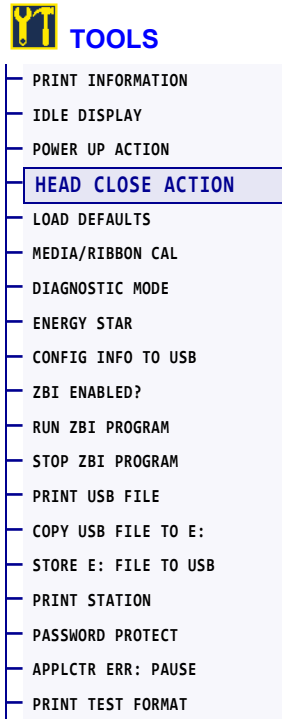 TOOLS
PRINT INFORMATION
IDLE DISPLAY
POWER UP ACTION
HEAD CLOSE ACTION
LOAD DEFAULTS
MEDIA/RIBBON CAL
DIAGNOSTIC MODE
ENERGY STAR
CONFIG INFO TO USB
ZBI ENABLED?
RUN ZBI PROGRAM
STOP ZBI PROGRAM
PRINT USB FILE
COPY USB FILE TO E:
STORE E: FILE TO USB
PRINT STATION
PASSWORD PROTECT
APPLCTR ERR: PAUSE
PRINT TEST FORMAT